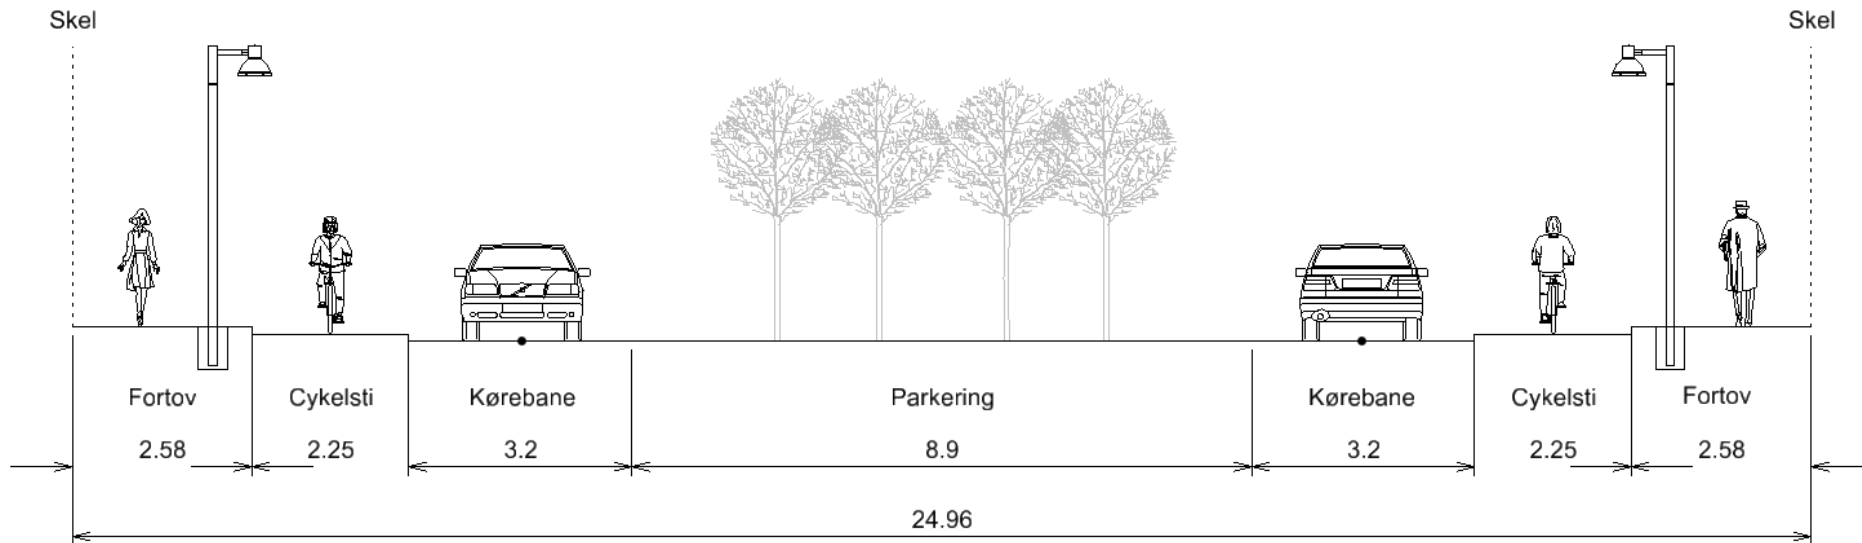 Skel Skel
Fortov Cykelsti Kørebane Parkering Kørebane Cykelsti Fortov
2.58 2.25 3.2 8.9 3.2 2.25 2.58
24.96